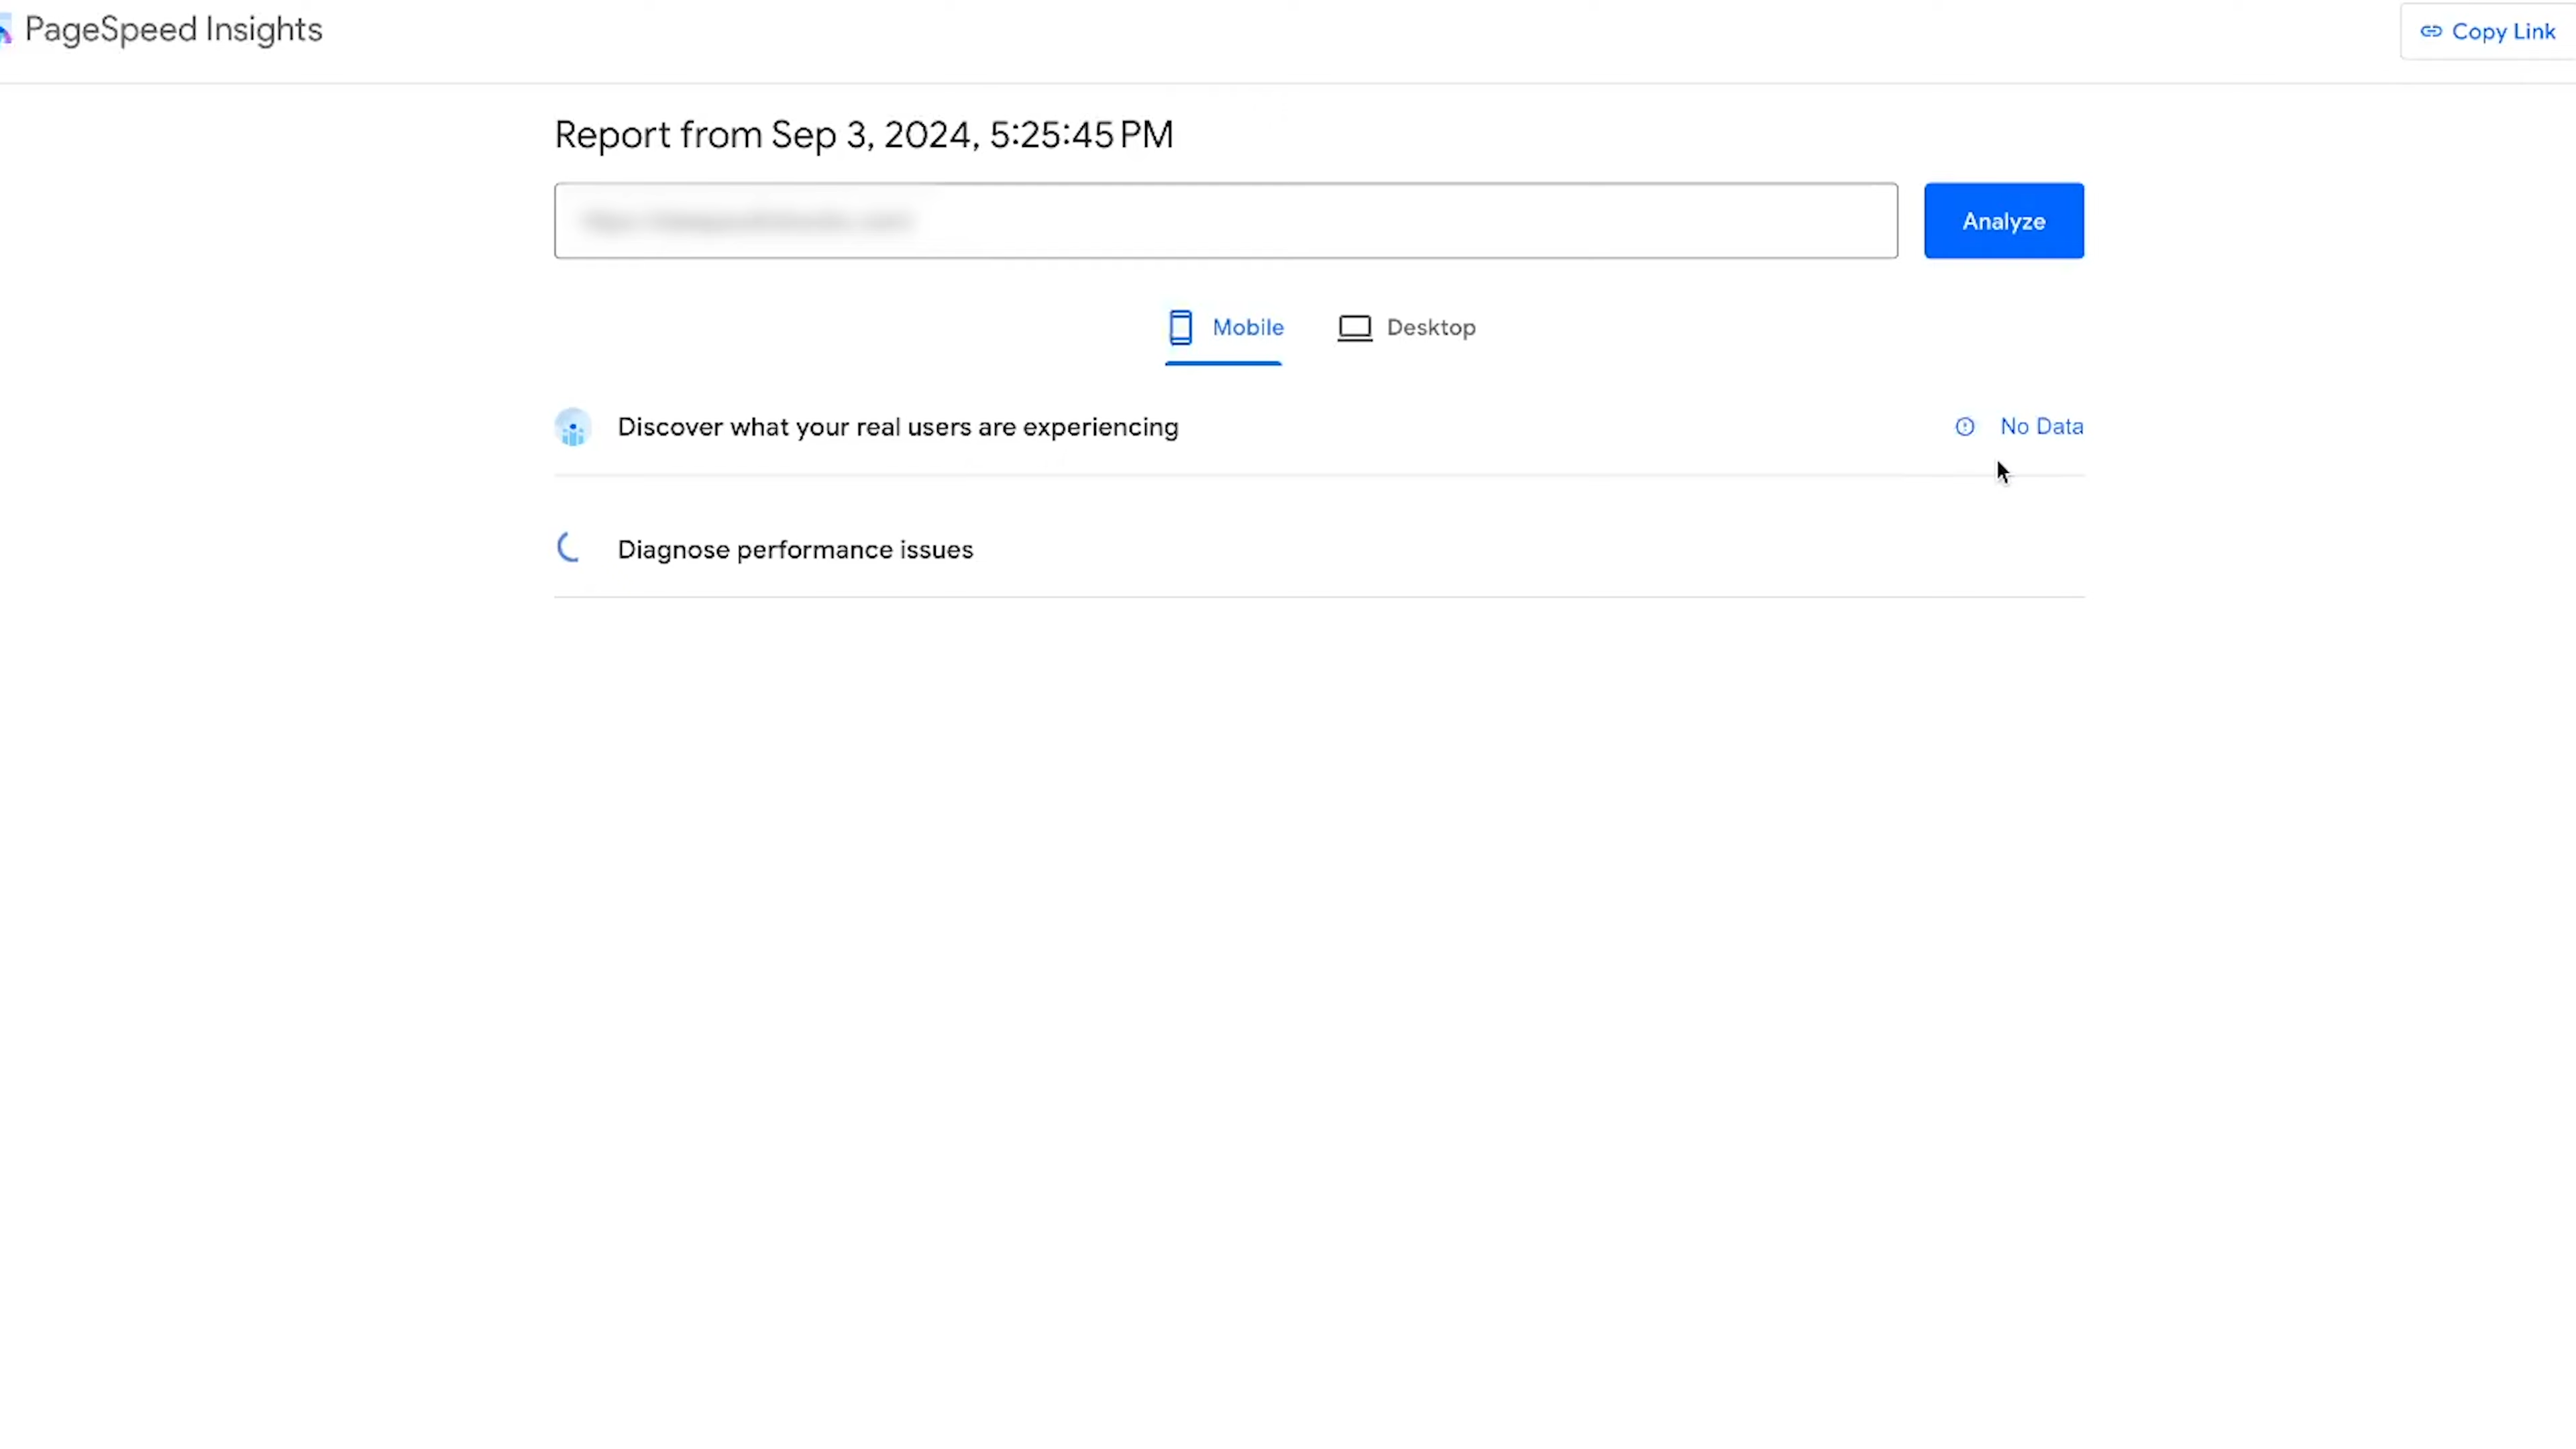 PageSpeed Insights
Copy Link
Report from Sep 3, 2024, 5:25:45 PM
Analyze
Mobile
Desktop
Discover what your real users are experiencing
No Data
Diagnose performance issues